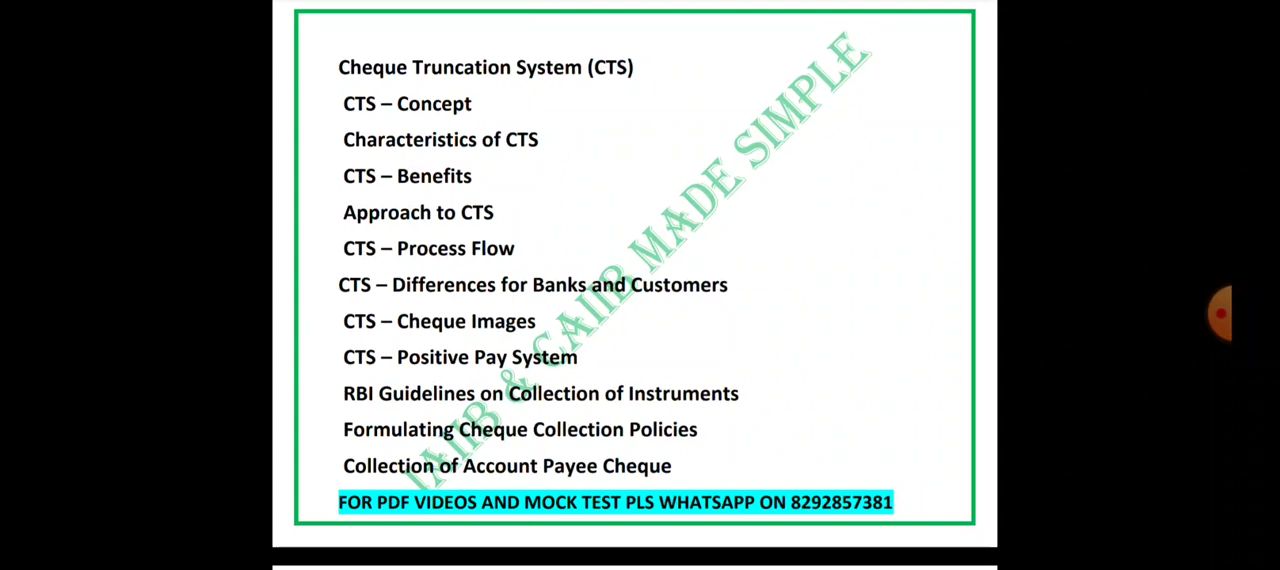 Cheque Truncation System (CTS)
CTS – Concept
Characteristics of CTS
CTS – Benefits
Approach to CTS
CTS – Process Flow
CTS – Differences for Banks and Customers
CTS – Cheque Images
CTS – Positive Pay System
RBI Guidelines on Collection of Instruments
Formulating Cheque Collection Policies
Collection of Account Payee Cheque
FOR PDF VIDEOS AND MOCK TEST PLS WHATSAPP ON 8292857381
JAIIB & CAIIB MADE SIMPLE